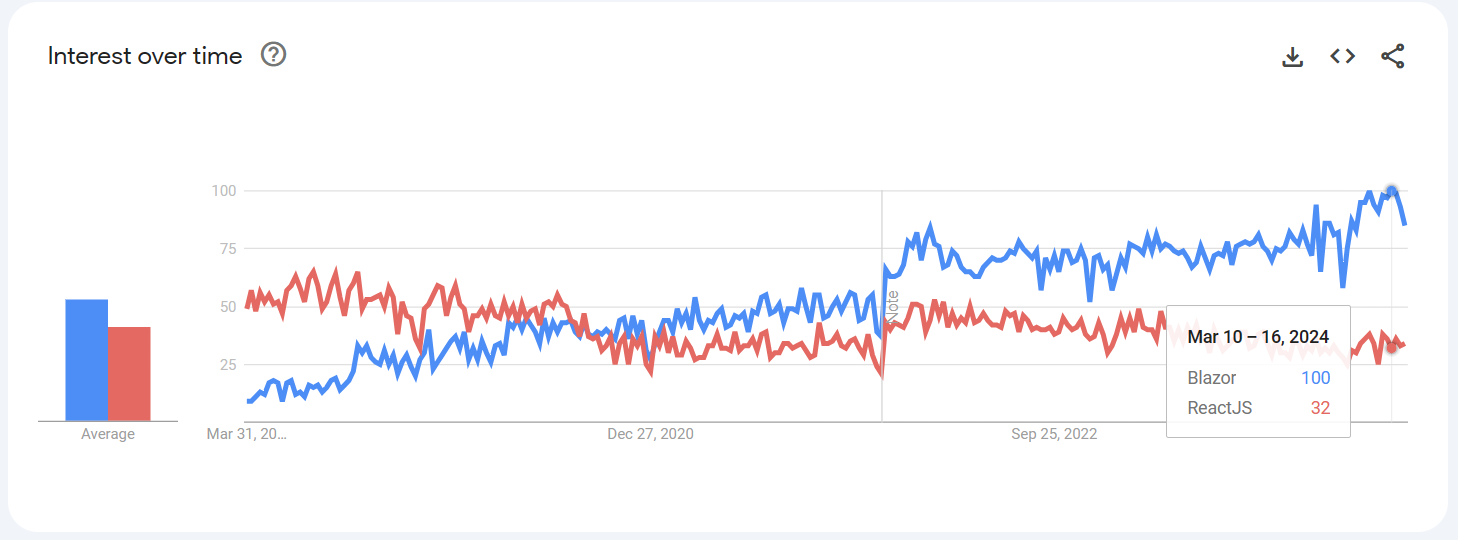 Interest over time
100
75
50
25
Note
Mar 31, 20...
Dec 27, 2020
Sep 25, 2022
Average
Mar 10 – 16, 2024
Blazor 100
ReactJS 32